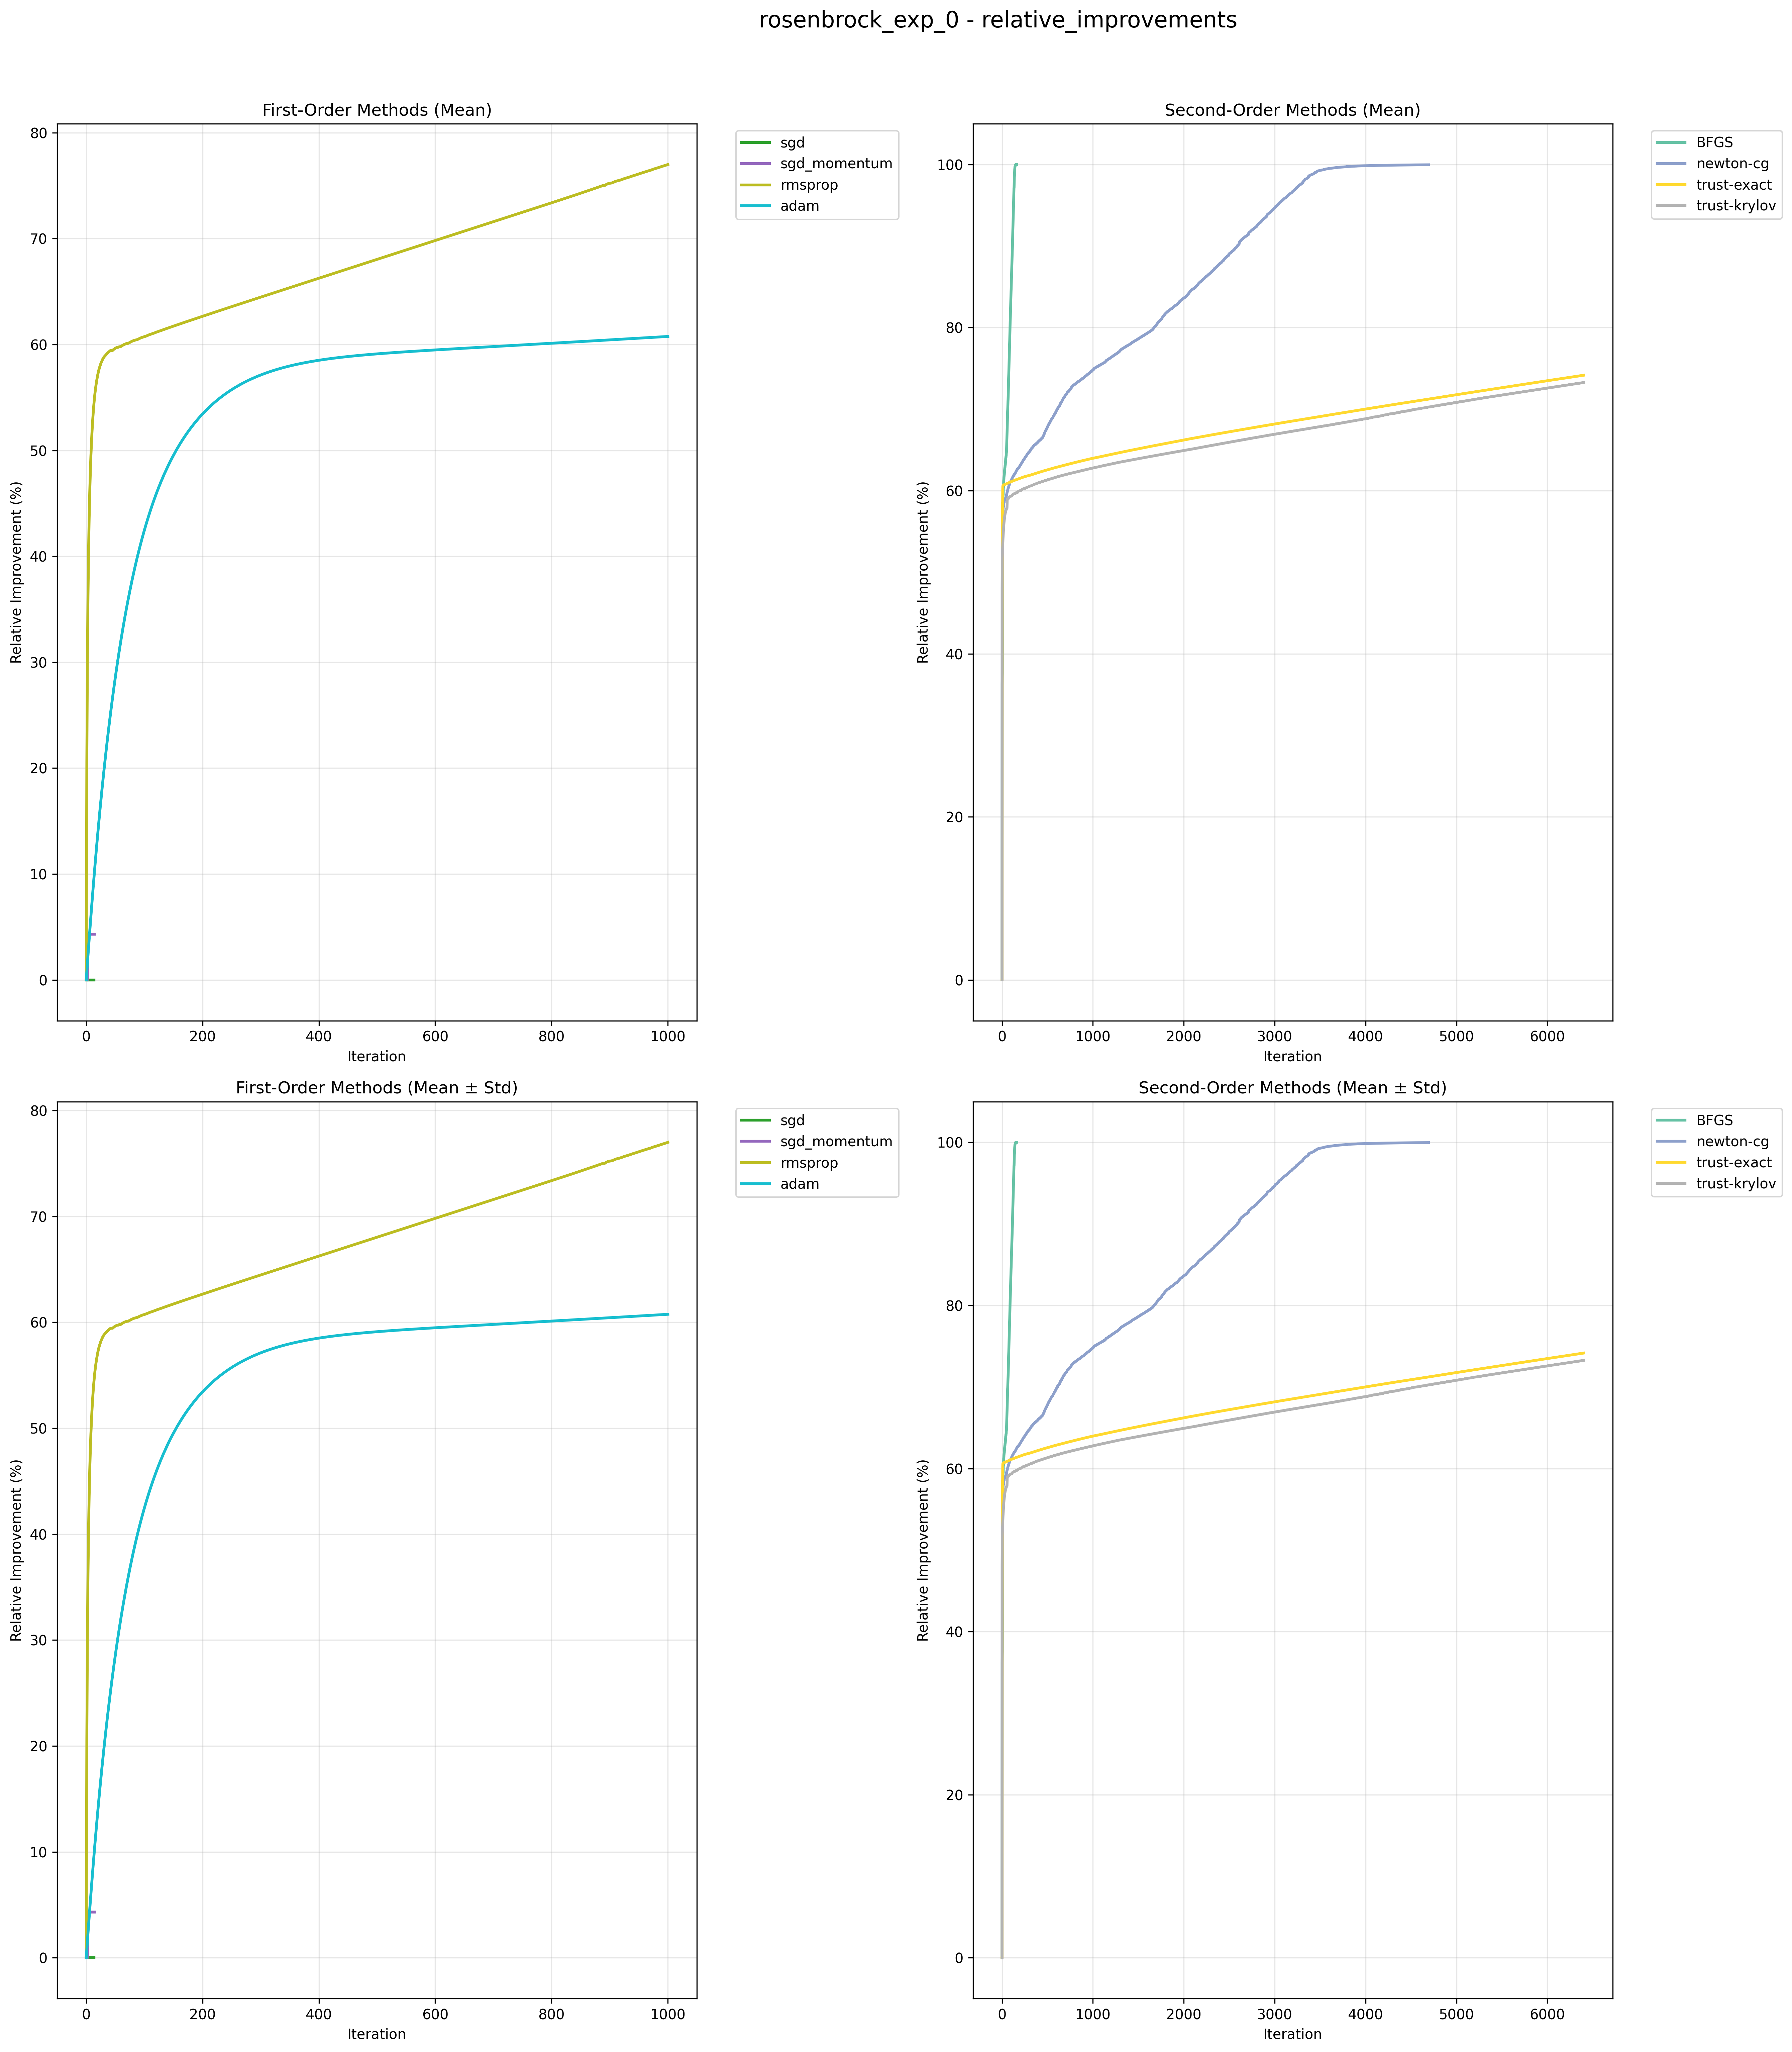 rosenbrock_exp_0 - relative_improvements
First-Order Methods (Mean)
80
70
60
50
40
30
20
10
0
Relative Improvement (%)
0 200 400 600 800 1000
Iteration
sgd
sgd_momentum
rmsprop
adam
Second-Order Methods (Mean)
100
80
60
40
20
0
Relative Improvement (%)
0 1000 2000 3000 4000 5000 6000
Iteration
BFGS
newton-cg
trust-exact
trust-krylov
First-Order Methods (Mean ± Std)
80
70
60
50
40
30
20
10
0
Relative Improvement (%)
0 200 400 600 800 1000
Iteration
sgd
sgd_momentum
rmsprop
adam
Second-Order Methods (Mean ± Std)
100
80
60
40
20
0
Relative Improvement (%)
0 1000 2000 3000 4000 5000 6000
Iteration
BFGS
newton-cg
trust-exact
trust-krylov